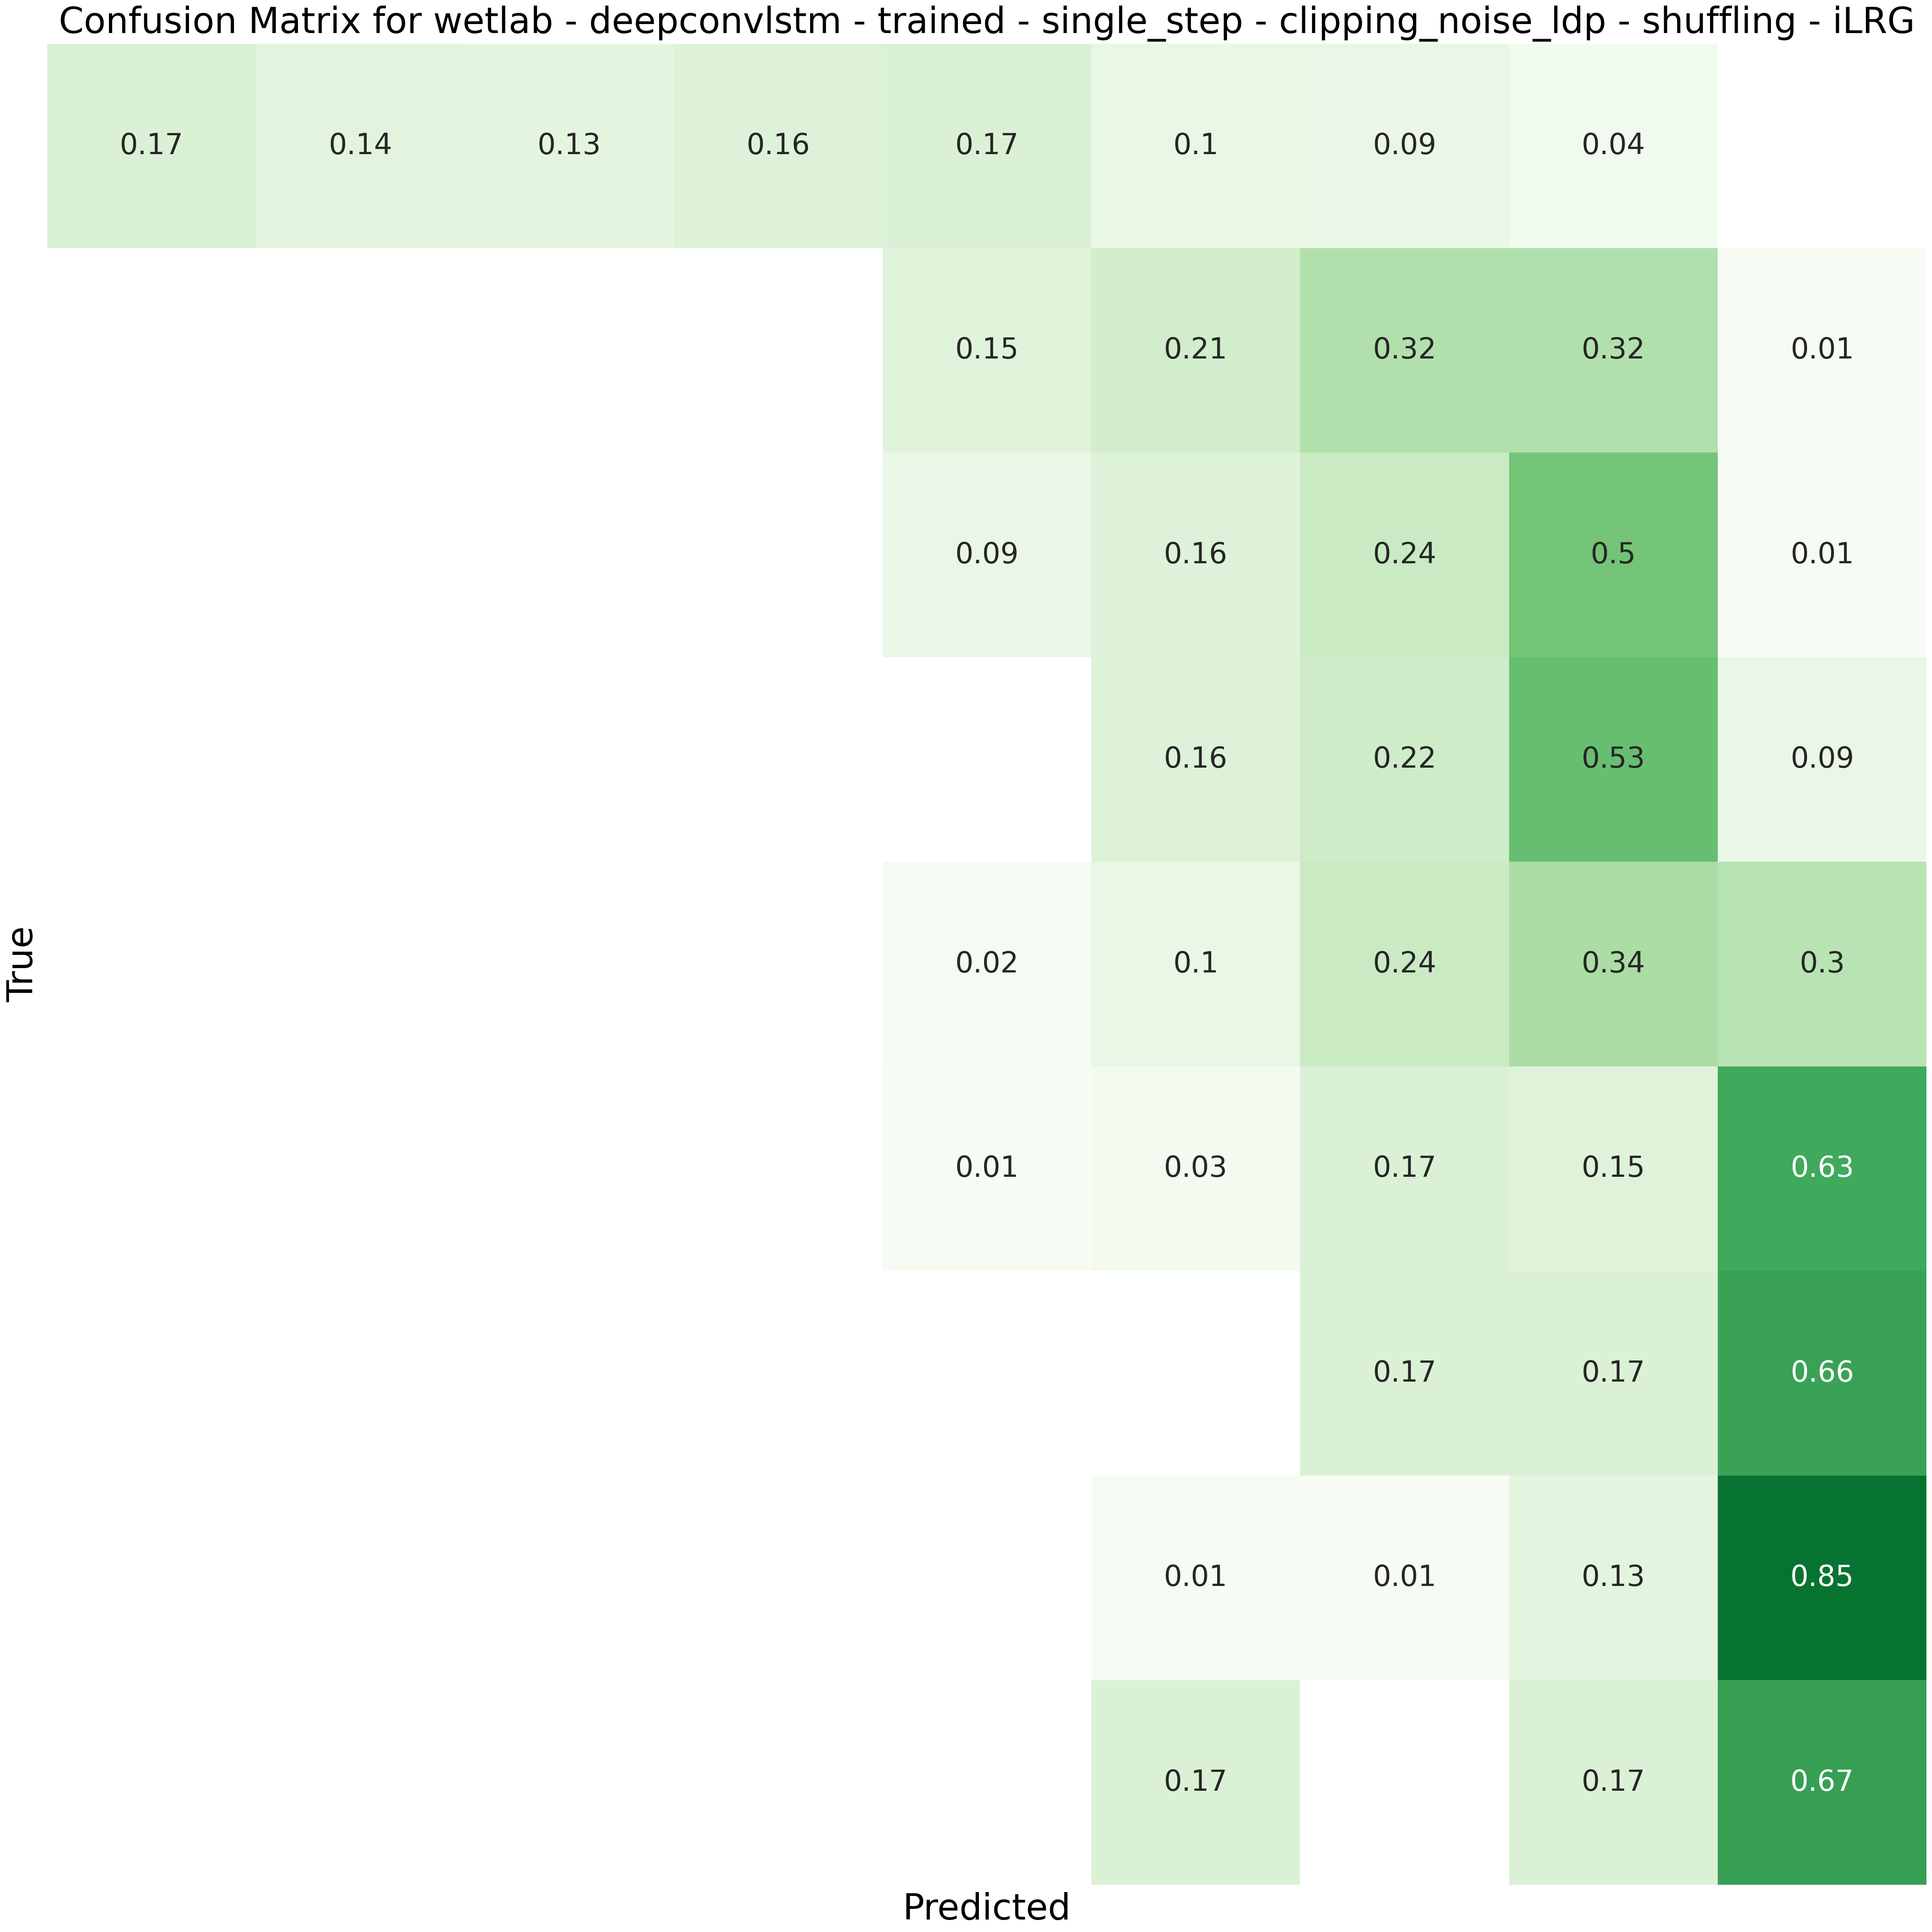 Confusion Matrix for wetlab - deepconvlstm - trained - single_step - clipping_noise_ldp - shuffling - iLRG
0.17 0.14 0.13 0.16 0.17 0.1 0.09 0.04
0.15 0.21 0.32 0.32 0.01
0.09 0.16 0.24 0.5 0.01
0.16 0.22 0.53 0.09
True
0.02 0.1 0.24 0.34 0.3
0.01 0.03 0.17 0.15 0.63
0.17 0.17 0.66
0.01 0.01 0.13 0.85
0.17 0.17 0.67
Predicted